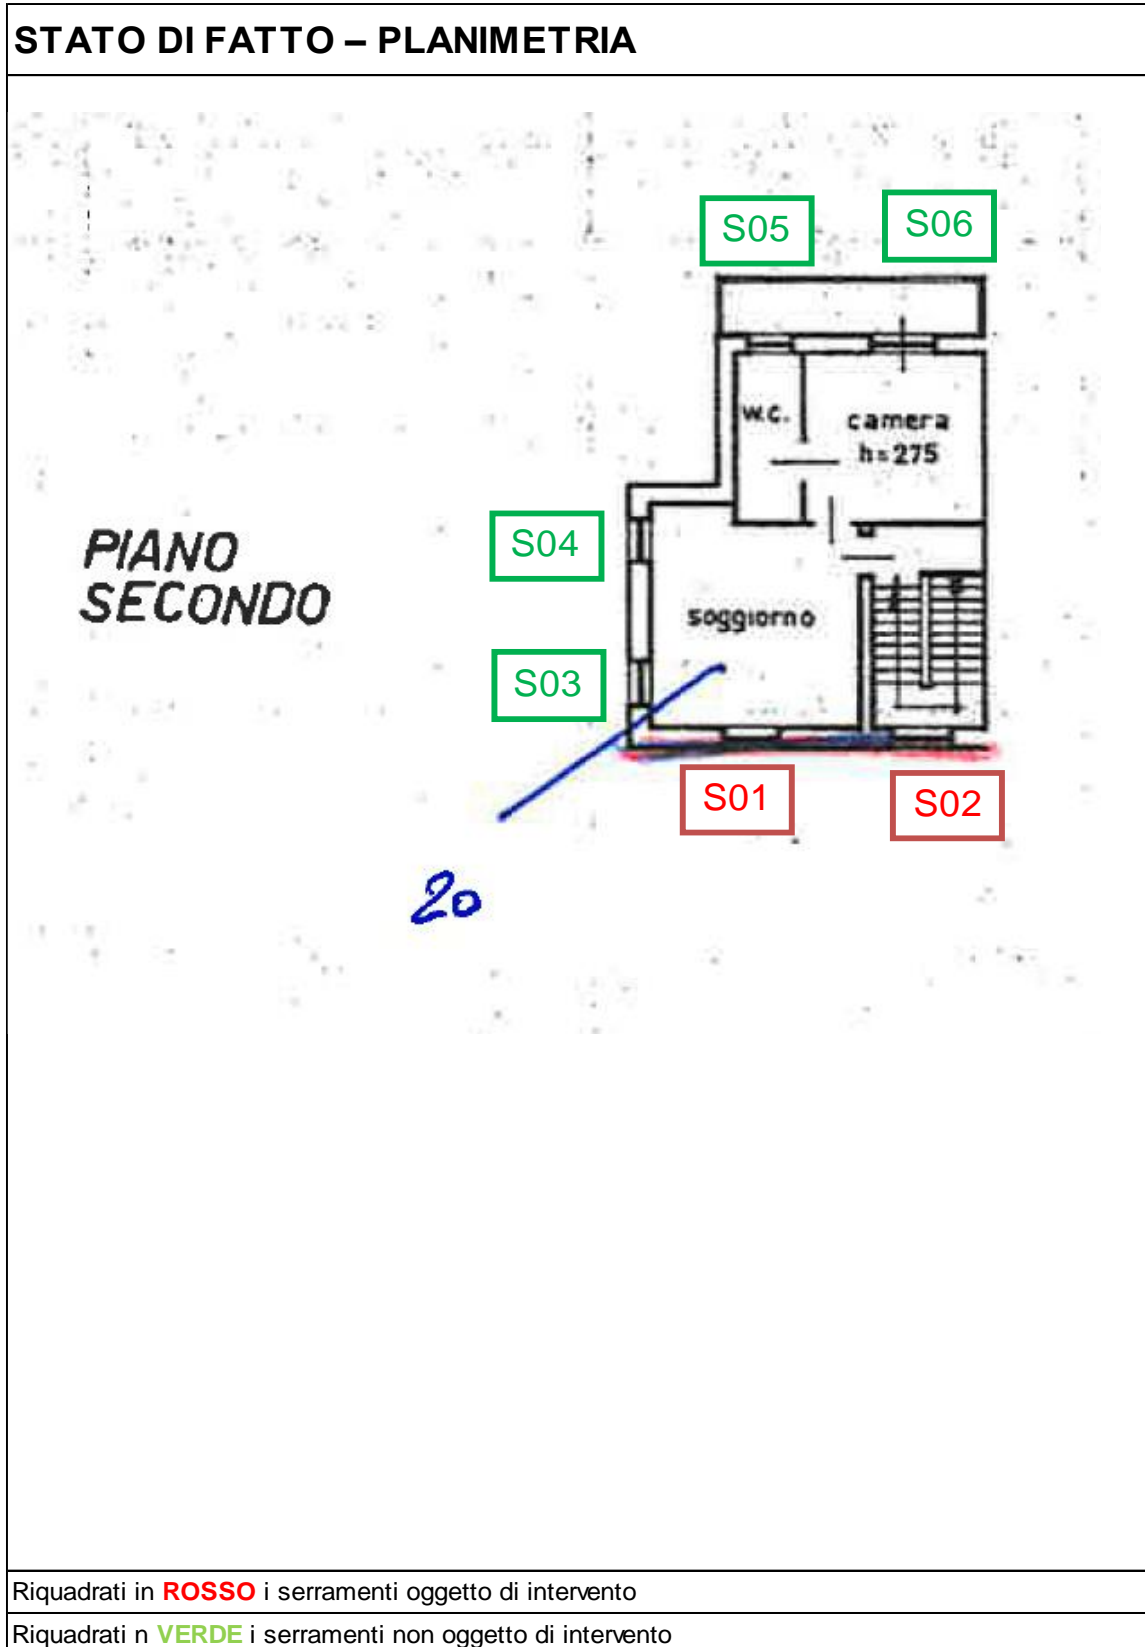 STATO DI FATTO – PLANIMETRIA
S05
S06
w.c.
camera
h=275
PIANO
SECONDO
S04
soggiorno
S03
S01
S02
20
Riquadrati in ROSSO i serramenti oggetto di intervento
Riquadrati n VERDE i serramenti non oggetto di intervento